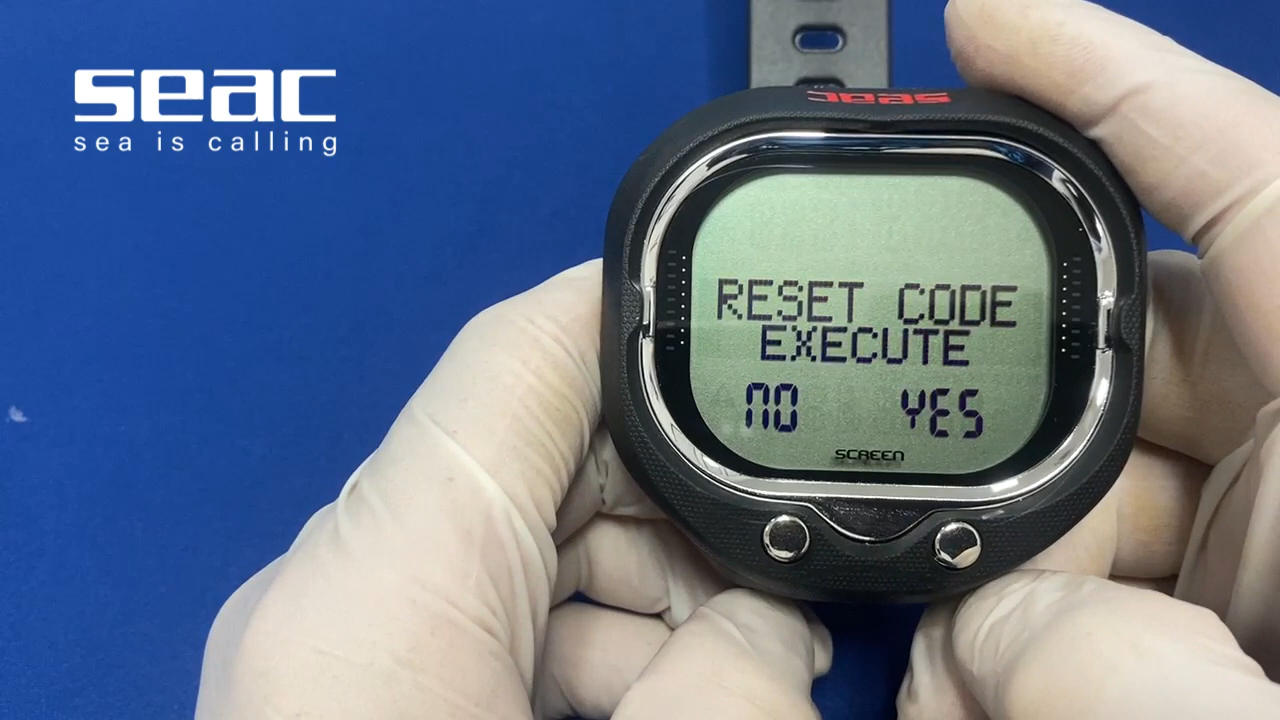 seac
sea is calling
seac
RESET CODE
EXECUTE
NO YES
SCREEN